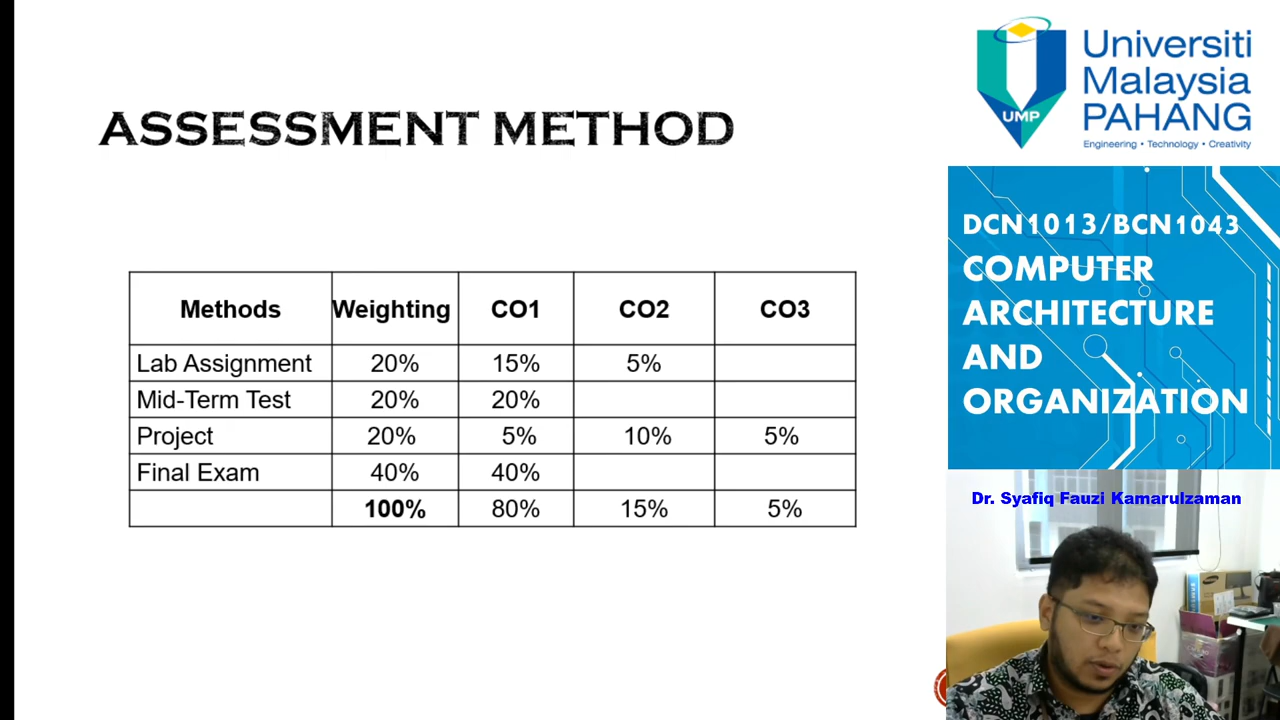 ASSESSMENT METHOD
Methods Weighting CO1 CO2 CO3
Lab Assignment 20% 15% 5%
Mid-Term Test 20% 20%
Project 20% 5% 10% 5%
Final Exam 40% 40%
100% 80% 15% 5%
UMP
Universiti
Malaysia
PAHANG
Engineering • Technology • Creativity
DCN1013/BCN1043
COMPUTER
ARCHITECTURE
AND
ORGANIZATION
Dr. Syafiq Fauzi Kamarulzaman